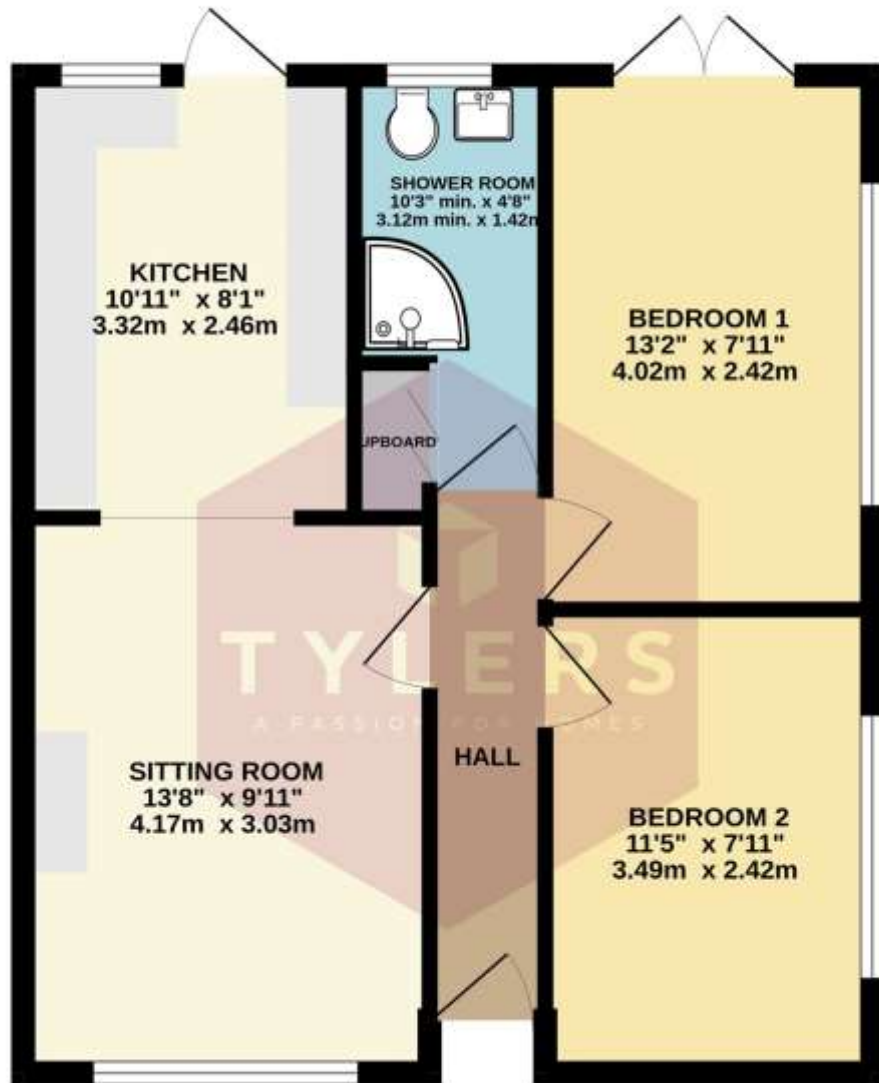 SHOWER ROOM
10'3" min. x 4'8"
3.12m min. x 1.42m
KITCHEN
10'11" x 8'1"
3.32m x 2.46m
BEDROOM 1
13'2" x 7'11"
4.02m x 2.42m
UPBOARD
TYLERS
A PASSION FOR HOMES
HALL
SITTING ROOM
13'8" x 9'11"
4.17m x 3.03m
BEDROOM 2
11'5" x 7'11"
3.49m x 2.42m